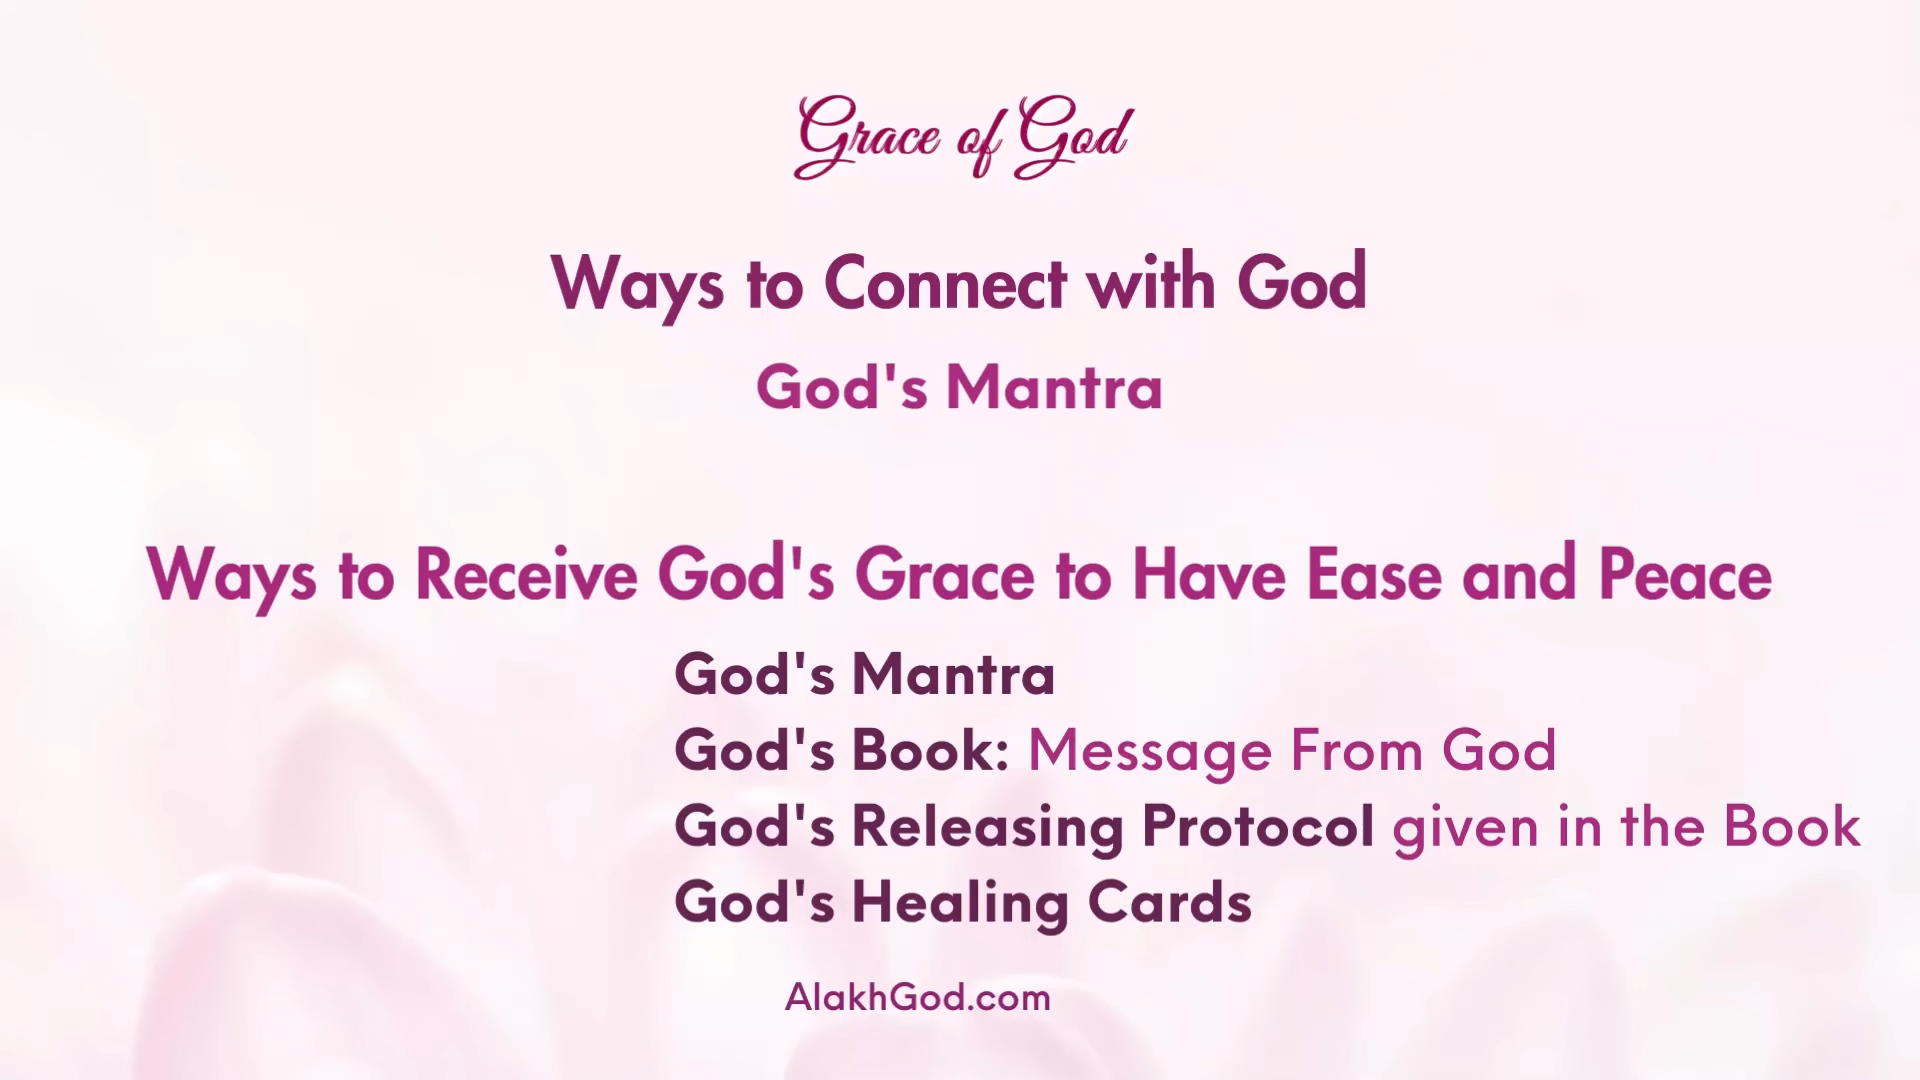 Grace of God
Ways to Connect with God
God's Mantra
Ways to Receive God's Grace to Have Ease and Peace
God's Mantra
God's Book: Message From God
God's Releasing Protocol given in the Book
God's Healing Cards
AlakhGod.com